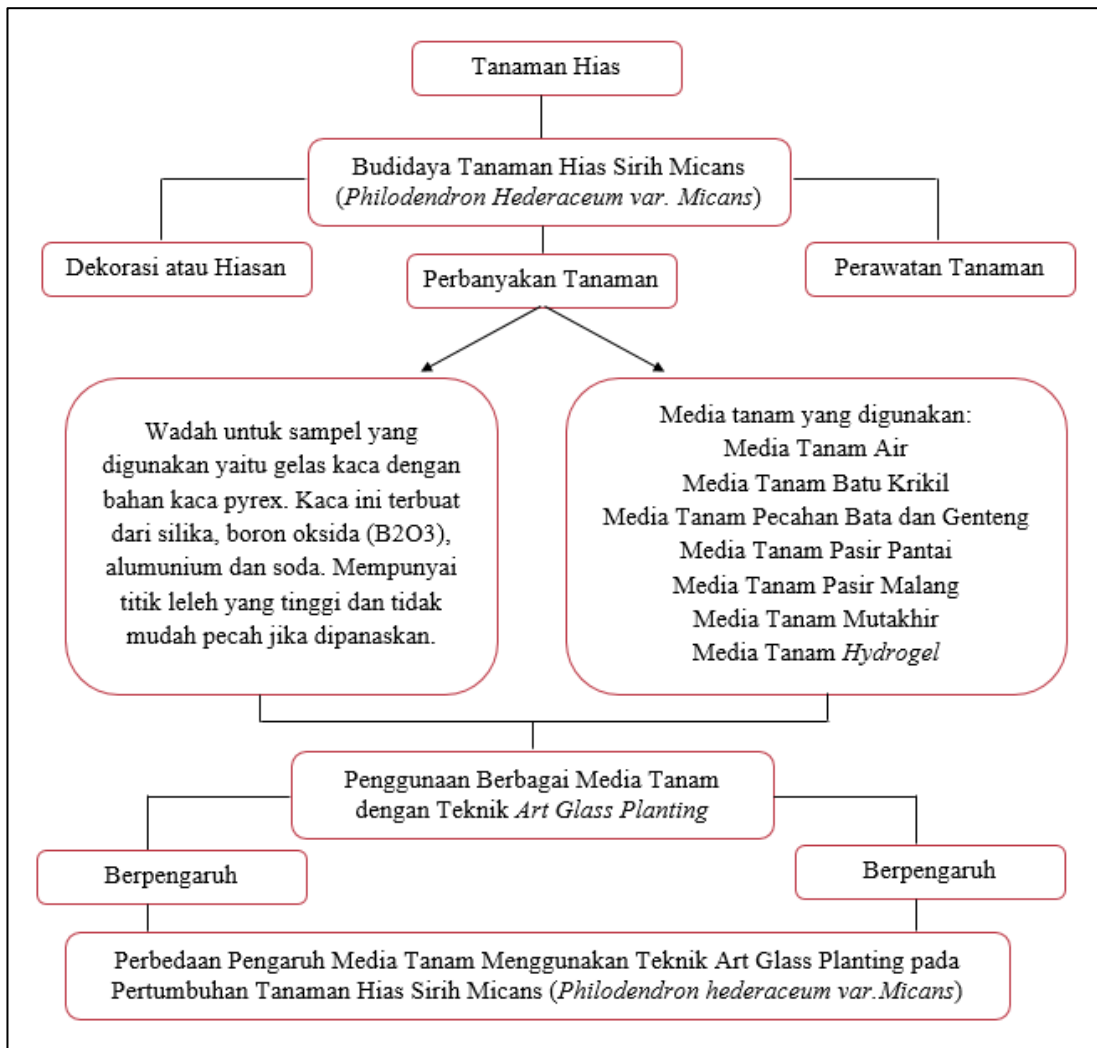 Tanaman Hias
Budidaya Tanaman Hias Sirih Micans
(Philodendron Hederaceum var. Micans)
Dekorasi atau Hiasan
Perbanyakan Tanaman
Perawatan Tanaman
Wadah untuk sampel yang
digunakan yaitu gelas kaca dengan
bahan kaca pyrex. Kaca ini terbuat
dari silika, boron oksida (B2O3),
alumunium dan soda. Mempunyai
titik leleh yang tinggi dan tidak
mudah pecah jika dipanaskan.
Media tanam yang digunakan:
Media Tanam Air
Media Tanam Batu Krikil
Media Tanam Pecahan Bata dan Genteng
Media Tanam Pasir Pantai
Media Tanam Pasir Malang
Media Tanam Mutakhir
Media Tanam Hydrogel
Penggunaan Berbagai Media Tanam
dengan Teknik Art Glass Planting
Berpengaruh
Berpengaruh
Perbedaan Pengaruh Media Tanam Menggunakan Teknik Art Glass Planting pada
Pertumbuhan Tanaman Hias Sirih Micans (Philodendron hederaceum var.Micans)